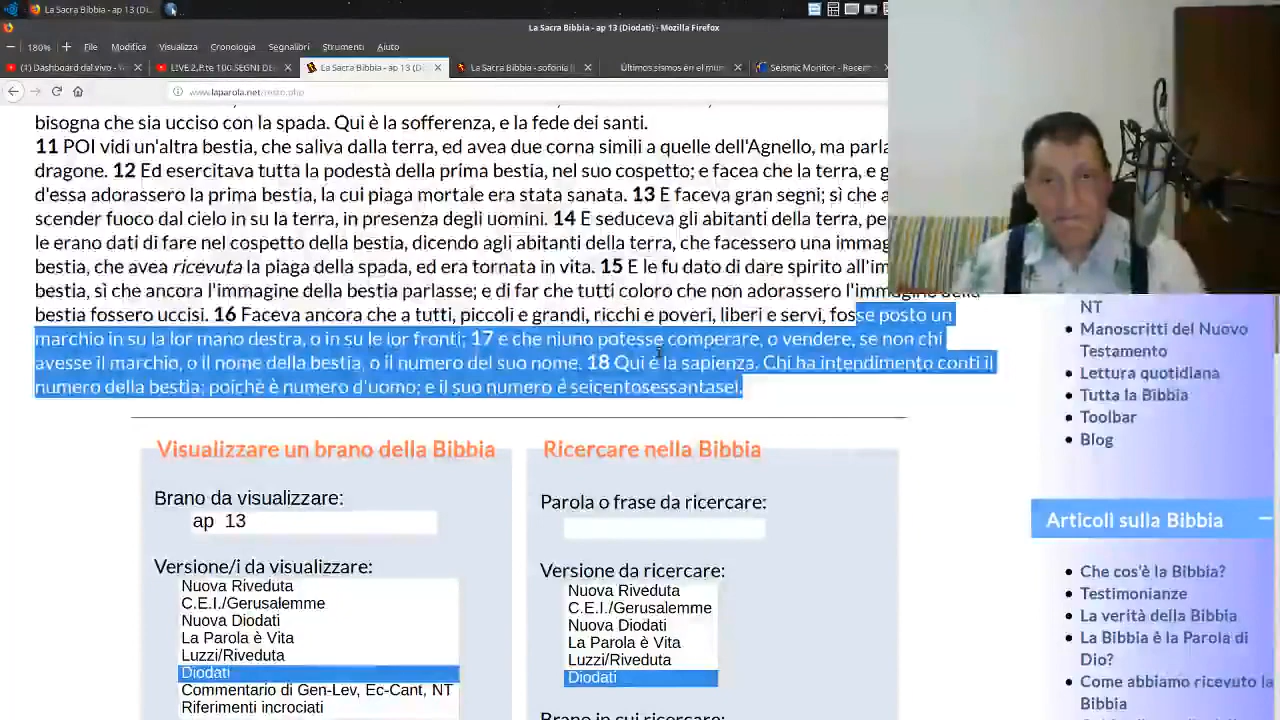 La Sacra Bibbia - ap 13 (Di...
La Sacra Bibbia - ap 13 (Diodati) - Mozilla Firefox
180% File Modifica Visualizza Cronologia Segnalibri Strumenti Aiuto
(1) Dashboard dal vivo - Y
LIVE 2.P.te 100 SEGNI DE
La Sacra Bibbia - ap 13 (D
La Sacra Bibbia - sofonia
Últimos sismos en el mun
Seismic Monitor - Recen
www.laparola.net/testo.php
bisogna che sia ucciso con la spada. Qui è la sofferenza, e la fede dei santi.
11 POI vidi un'altra bestia, che saliva dalla terra, ed avea due corna simili a quelle dell'Agnello, ma parla
dragone. 12 Ed esercitava tutta la podestà della prima bestia, nel suo cospetto; e facea che la terra, e g
d'essa adorassero la prima bestia, la cui piaga mortale era stata sanata. 13 E faceva gran segni; sì che a
scender fuoco dal cielo in su la terra, in presenza degli uomini. 14 E seduceva gli abitanti della terra, pe
le erano dati di fare nel cospetto della bestia, dicendo agli abitanti della terra, che facessero una immag
bestia, che avea ricevuta la piaga della spada, ed era tornata in vita. 15 E le fu dato di dare spirito all'im
bestia, sì che ancora l'immagine della bestia parlasse; e di far che tutti coloro che non adorassero l'immagine della
bestia fossero uccisi. 16 Faceva ancora che a tutti, piccoli e grandi, ricchi e poveri, liberi e servi, fosse posto un
marchio in su la lor mano destra, o in su le lor fronti; 17 e che niuno potesse comperare, o vendere, se non chi
avesse il marchio, o il nome della bestia, o il numero del suo nome. 18 Qui è la sapienza. Chi ha intendimento conti il
numero della bestia; poichè è numero d'uomo; e il suo numero è seicentosessantasei.
Visualizzare un brano della Bibbia
Brano da visualizzare:
ap 13
Versione/i da visualizzare:
Nuova Riveduta
C.E.I./Gerusalemme
Nuova Diodati
La Parola è Vita
Luzzi/Riveduta
Diodati
Commentario di Gen-Lev, Ec-Cant, NT
Riferimenti incrociati
Ricercare nella Bibbia
Parola o frase da ricercare:
Versione da ricercare:
Nuova Riveduta
C.E.I./Gerusalemme
Nuova Diodati
La Parola è Vita
Luzzi/Riveduta
Diodati
Brano in cui ricercare:
NT
Manoscritti del Nuovo
Testamento
Lettura quotidiana
Tutta la Bibbia
Toolbar
Blog
Articoli sulla Bibbia
Che cos'è la Bibbia?
Testimonianze
La verità della Bibbia
La Bibbia è la Parola di
Dio?
Come abbiamo ricevuto la
Bibbia